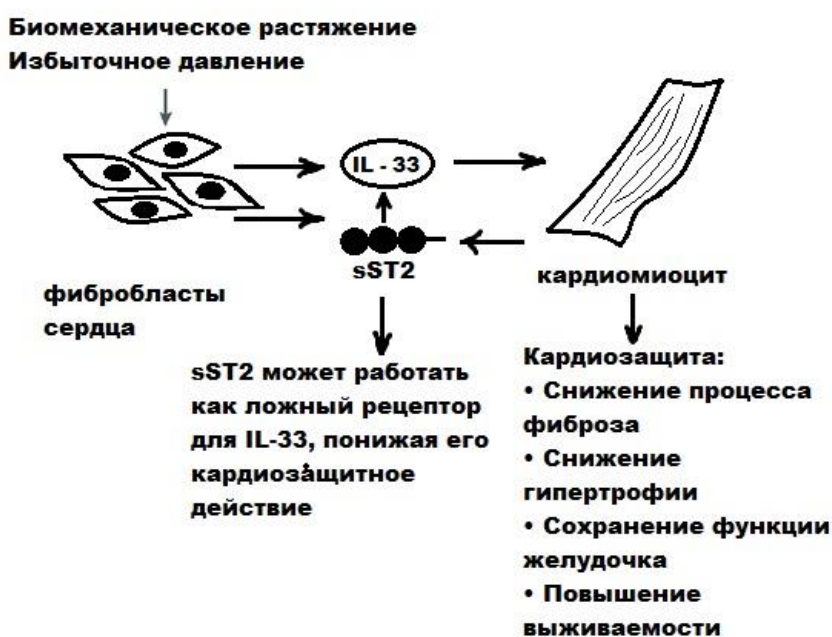 Биомеханическое растяжение
Избыточное давление
IL - 33
sST2
фибробласты
сердца
кардиомиоцит
sST2 может работать
как ложный рецептор
для IL-33, понижая его
кардиозащитное
действие
Кардиозащита:
• Снижение процесса
фиброза
• Снижение
гипертрофии
• Сохранение функции
желудочка
• Повышение
выживаемости